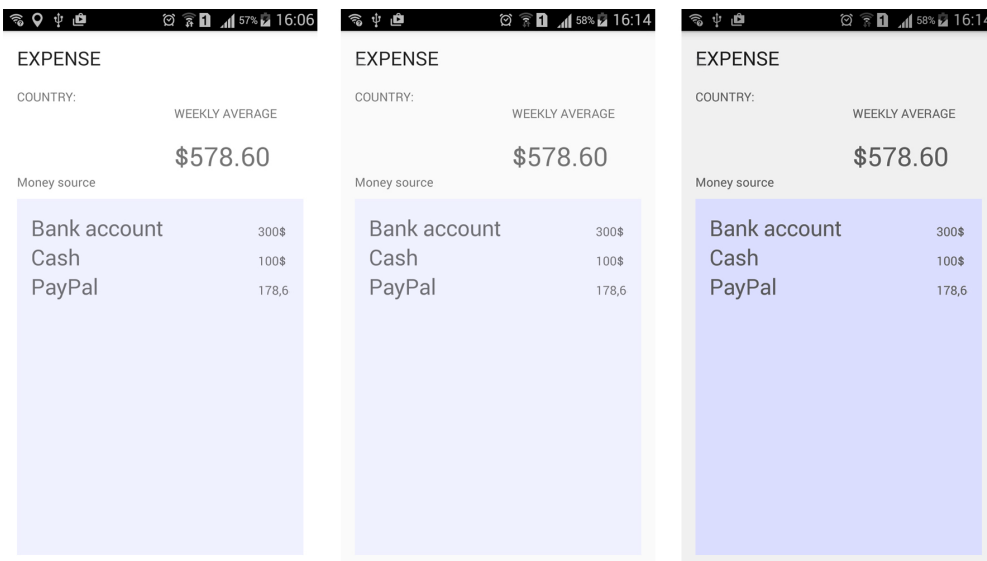 57% 16:06
EXPENSE
COUNTRY:
WEEKLY AVERAGE
$578.60
Money source
Bank account 300$
Cash 100$
PayPal 178,6
58% 16:14
EXPENSE
COUNTRY:
WEEKLY AVERAGE
$578.60
Money source
Bank account 300$
Cash 100$
PayPal 178,6
58% 16:14
EXPENSE
COUNTRY:
WEEKLY AVERAGE
$578.60
Money source
Bank account 300$
Cash 100$
PayPal 178,6